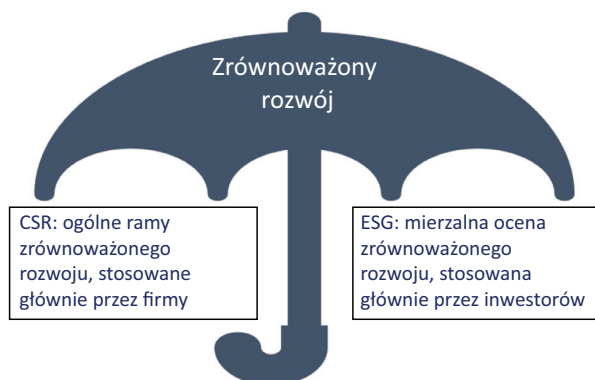 Zrównoważony
rozwój
CSR: ogólne ramy
zrównoważonego
rozwoju, stosowane
głównie przez firmy
ESG: mierzalna ocena
zrównoważonego
rozwoju, stosowana
głównie przez inwestorów